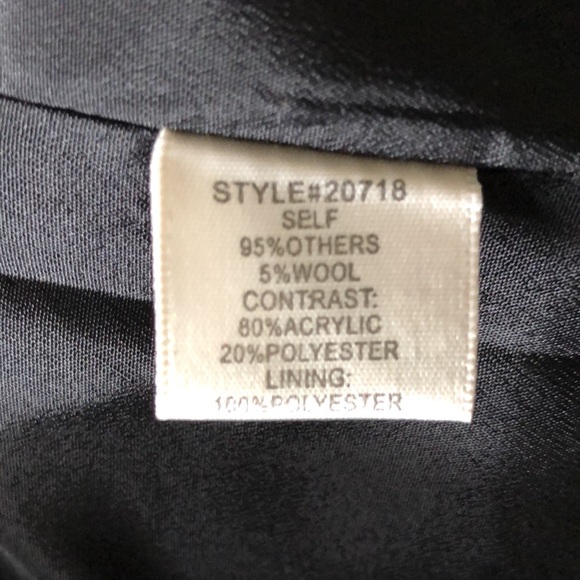 STYLE#20718
SELF
95%OTHERS
5%WOOL
CONTRAST:
80%ACRYLIC
20%POLYESTER
LINING:
100%POLYESTER